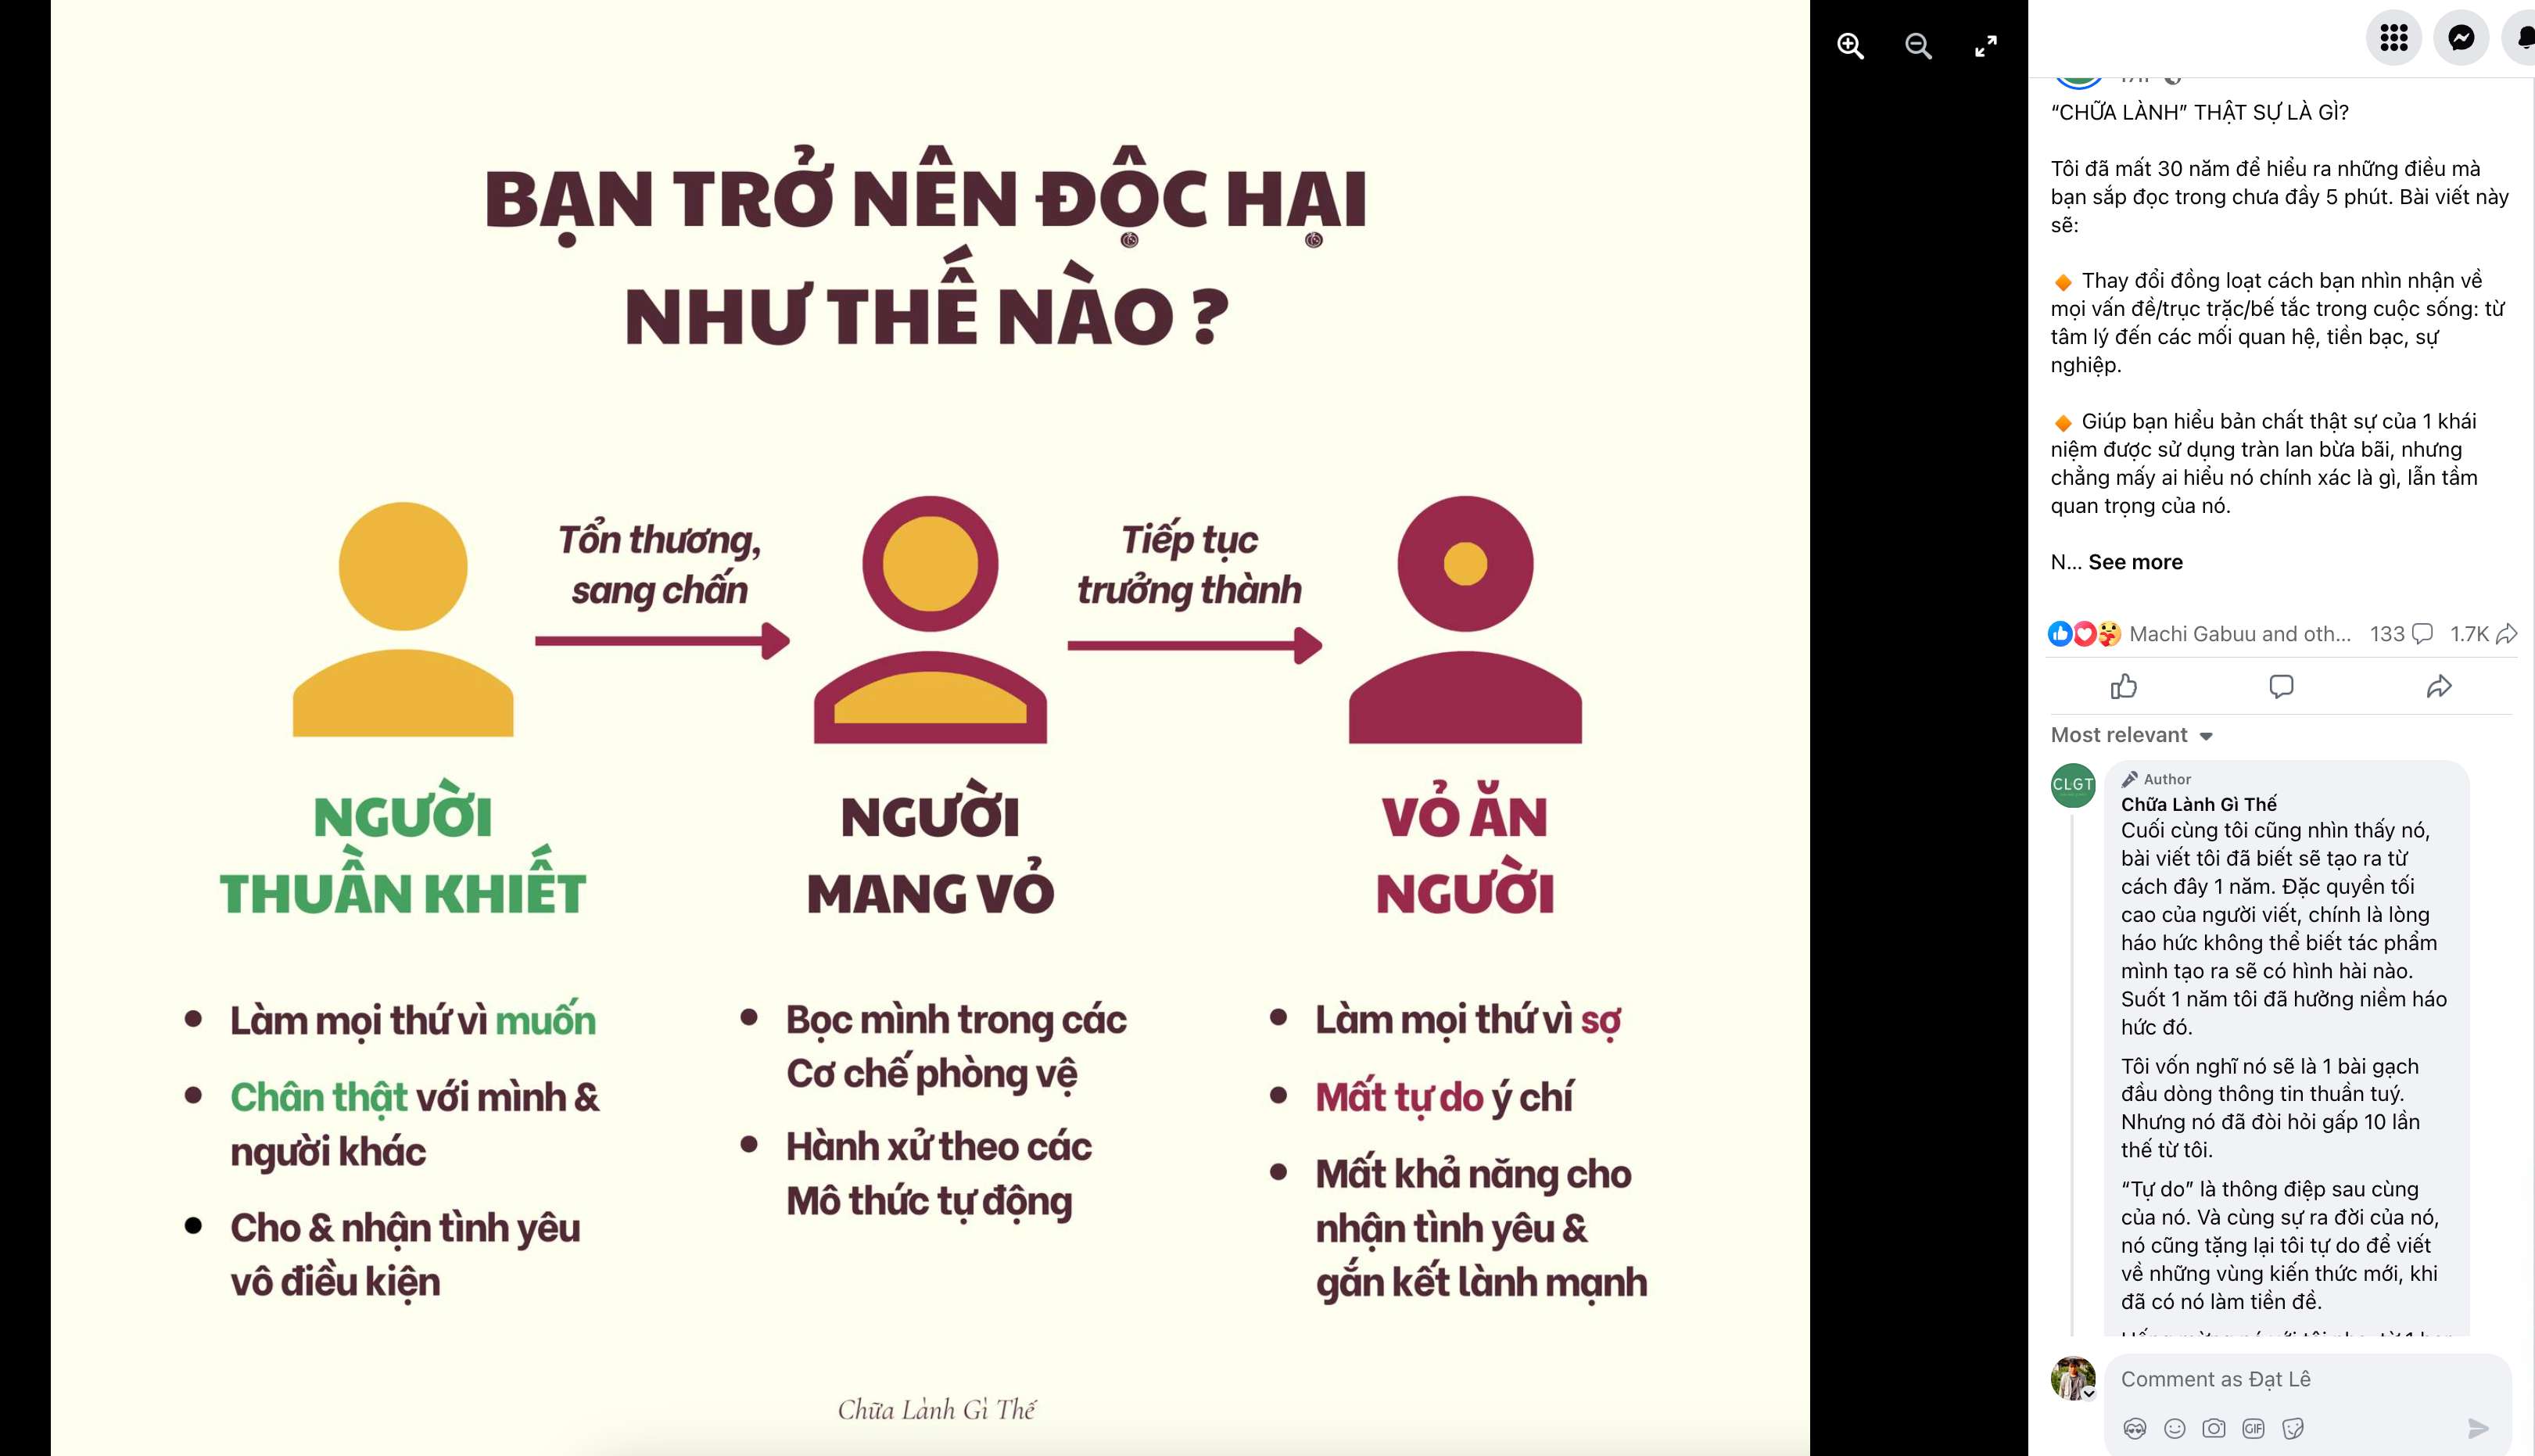 BẠN TRỞ NÊN ĐỘC HẠI
NHƯ THẾ NÀO ?
Tổn thương,
sang chấn
Tiếp tục
trưởng thành
NGƯỜI
THUẦN KHIẾT
Làm mọi thứ vì muốn
Chân thật với mình &
người khác
Cho & nhận tình yêu
vô điều kiện
NGƯỜI
MANG VỎ
Bọc mình trong các
Cơ chế phòng vệ
Hành xử theo các
Mô thức tự động
VỎ ĂN
NGƯỜI
Làm mọi thứ vì sợ
Mất tự do ý chí
Mất khả năng cho
nhận tình yêu &
gắn kết lành mạnh
Chữa Lành Gì Thế
“CHỮA LÀNH” THẬT SỰ LÀ GÌ?
Tôi đã mất 30 năm để hiểu ra những điều mà
bạn sắp đọc trong chưa đầy 5 phút. Bài viết này
sẽ:
🔸 Thay đổi đồng loạt cách bạn nhìn nhận về
mọi vấn đề/trục trặc/bế tắc trong cuộc sống: từ
tâm lý đến các mối quan hệ, tiền bạc, sự
nghiệp.
🔸 Giúp bạn hiểu bản chất thật sự của 1 khái
niệm được sử dụng tràn lan bừa bãi, nhưng
chẳng mấy ai hiểu nó chính xác là gì, lẫn tầm
quan trọng của nó.
N... See more
Machi Gabuu and oth... 133 1.7K
Most relevant
CLGT
Author
Chữa Lành Gì Thế
Cuối cùng tôi cũng nhìn thấy nó,
bài viết tôi đã biết sẽ tạo ra từ
cách đây 1 năm. Đặc quyền tối
cao của người viết, chính là lòng
háo hức không thể biết tác phẩm
mình tạo ra sẽ có hình hài nào.
Suốt 1 năm tôi đã hưởng niềm háo
hức đó.
Tôi vốn nghĩ nó sẽ là 1 bài gạch
đầu dòng thông tin thuần tuý.
Nhưng nó đã đòi hỏi gấp 10 lần
thế từ tôi.
“Tự do” là thông điệp sau cùng
của nó. Và cùng sự ra đời của nó,
nó cũng tặng lại tôi tự do để viết
về những vùng kiến thức mới, khi
đã có nó làm tiền đề.
Comment as Đạt Lê
GIF